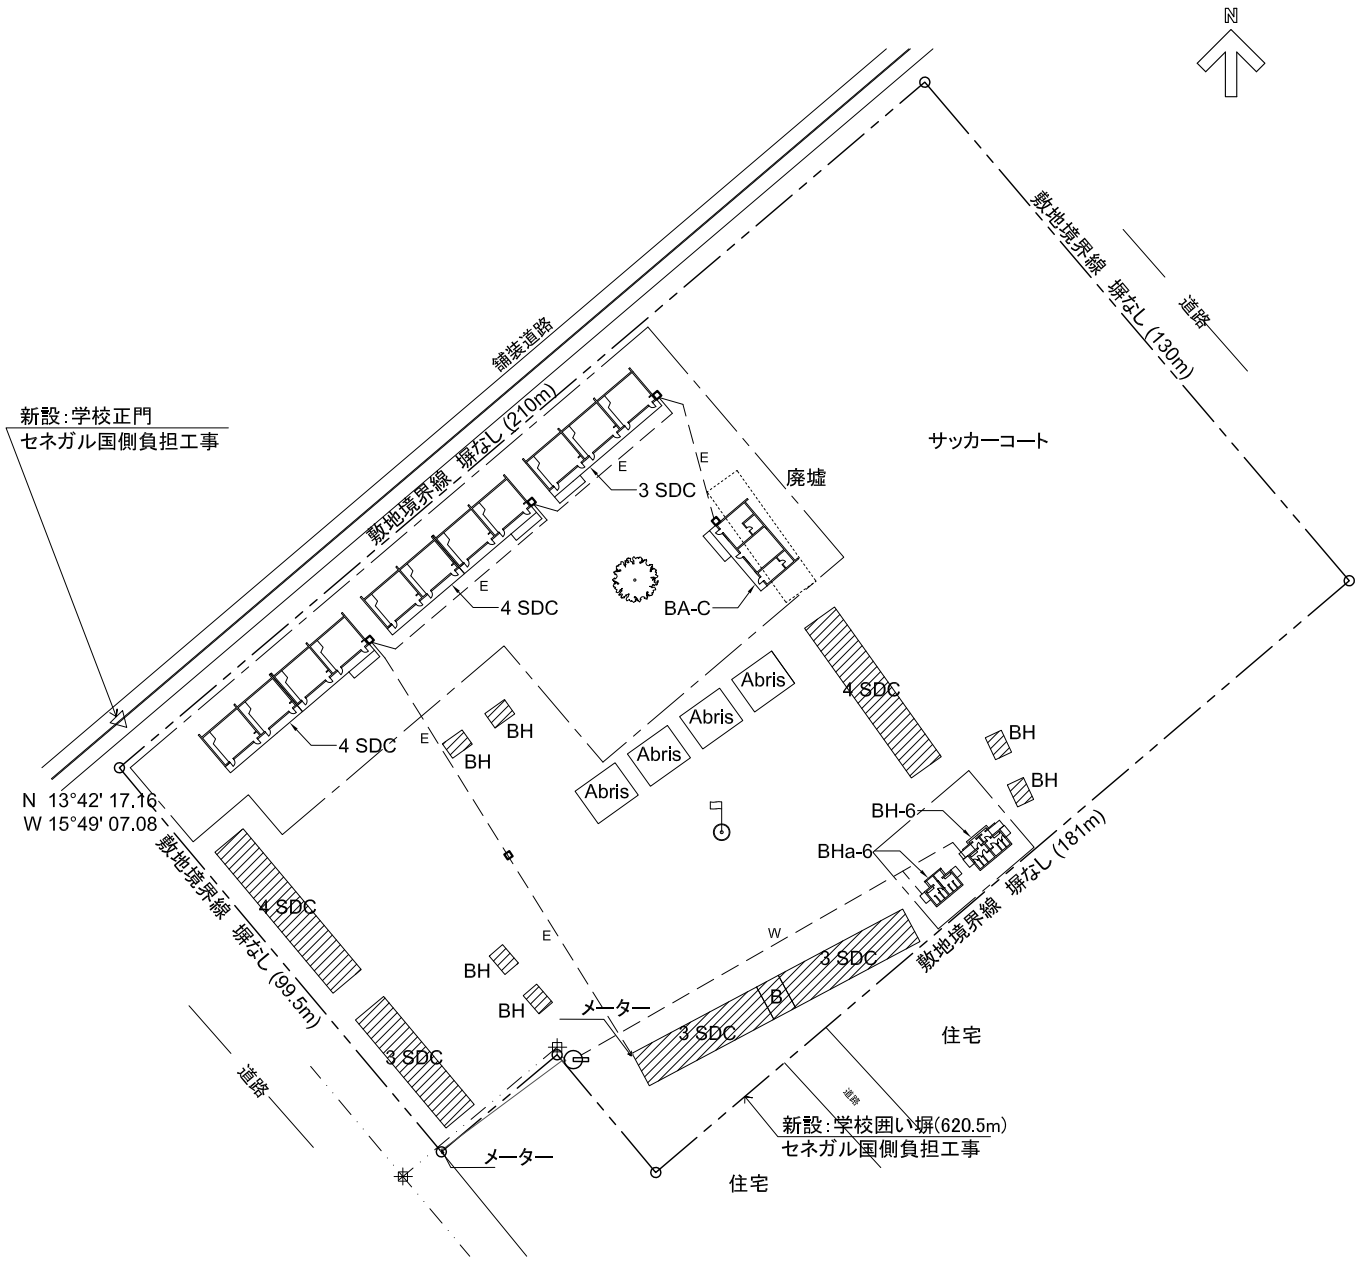 N
敷地境界線　塀なし (130m)
道路
舗装道路
敷地境界線　塀なし (210m)
新設：学校正門
セネガル国側負担工事
サッカーコート
廃墟
E
E
3 SDC
E
4 SDC
BA-C
4 SDC
E
BH
BH
Abris
Abris
Abris
Abris
4 SDC
BH
BH
N 13°42' 17.16
W 15°49' 07.08
敷地境界線　塀なし (99.5m)
BH-6
BHa-6
敷地境界線　塀なし (181m)
4 SDC
E
W
BH
BH
メーター
3 SDC
B
3 SDC
3 SDC
道路
住宅
道路
新設：学校囲い塀(620.5m)
セネガル国側負担工事
メーター
住宅